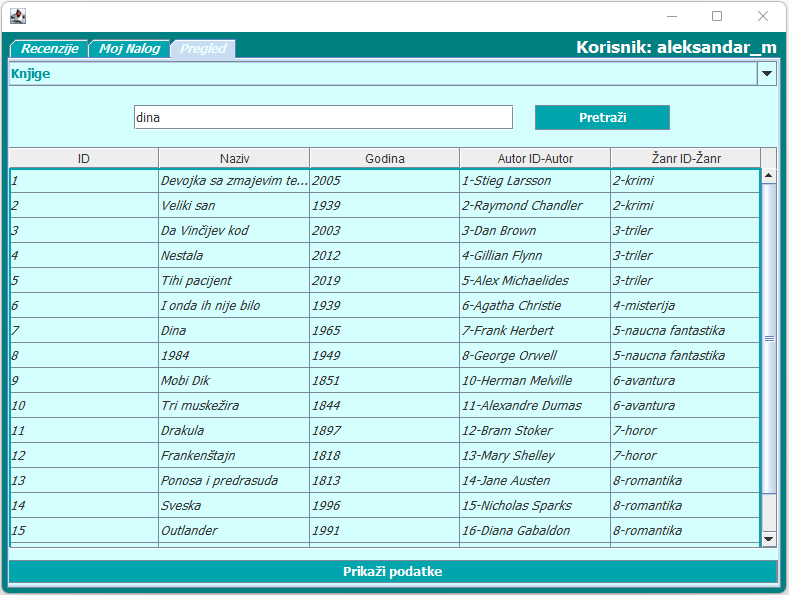 Recenzije Moj Nalog Pregled Korisnik: aleksandar_m
Knjige
dina Pretraži
ID Naziv Godina Autor ID-Autor Žanr ID-Žanr
1 Devojka sa zmajevim te... 2005 1-Stieg Larsson 2-krimi
2 Veliki san 1939 2-Raymond Chandler 2-krimi
3 Da Vinčijev kod 2003 3-Dan Brown 3-triler
4 Nestala 2012 4-Gillian Flynn 3-triler
5 Tihi pacijent 2019 5-Alex Michaelides 3-triler
6 I onda ih nije bilo 1939 6-Agatha Christie 4-misterija
7 Dina 1965 7-Frank Herbert 5-naucna fantastika
8 1984 1949 8-George Orwell 5-naucna fantastika
9 Mobi Dik 1851 10-Herman Melville 6-avantura
10 Tri muskežira 1844 11-Alexandre Dumas 6-avantura
11 Drakula 1897 12-Bram Stoker 7-horor
12 Frankenštajn 1818 13-Mary Shelley 7-horor
13 Ponosa i predrasuda 1813 14-Jane Austen 8-romantika
14 Sveska 1996 15-Nicholas Sparks 8-romantika
15 Outlander 1991 16-Diana Gabaldon 8-romantika
Prikaži podatke